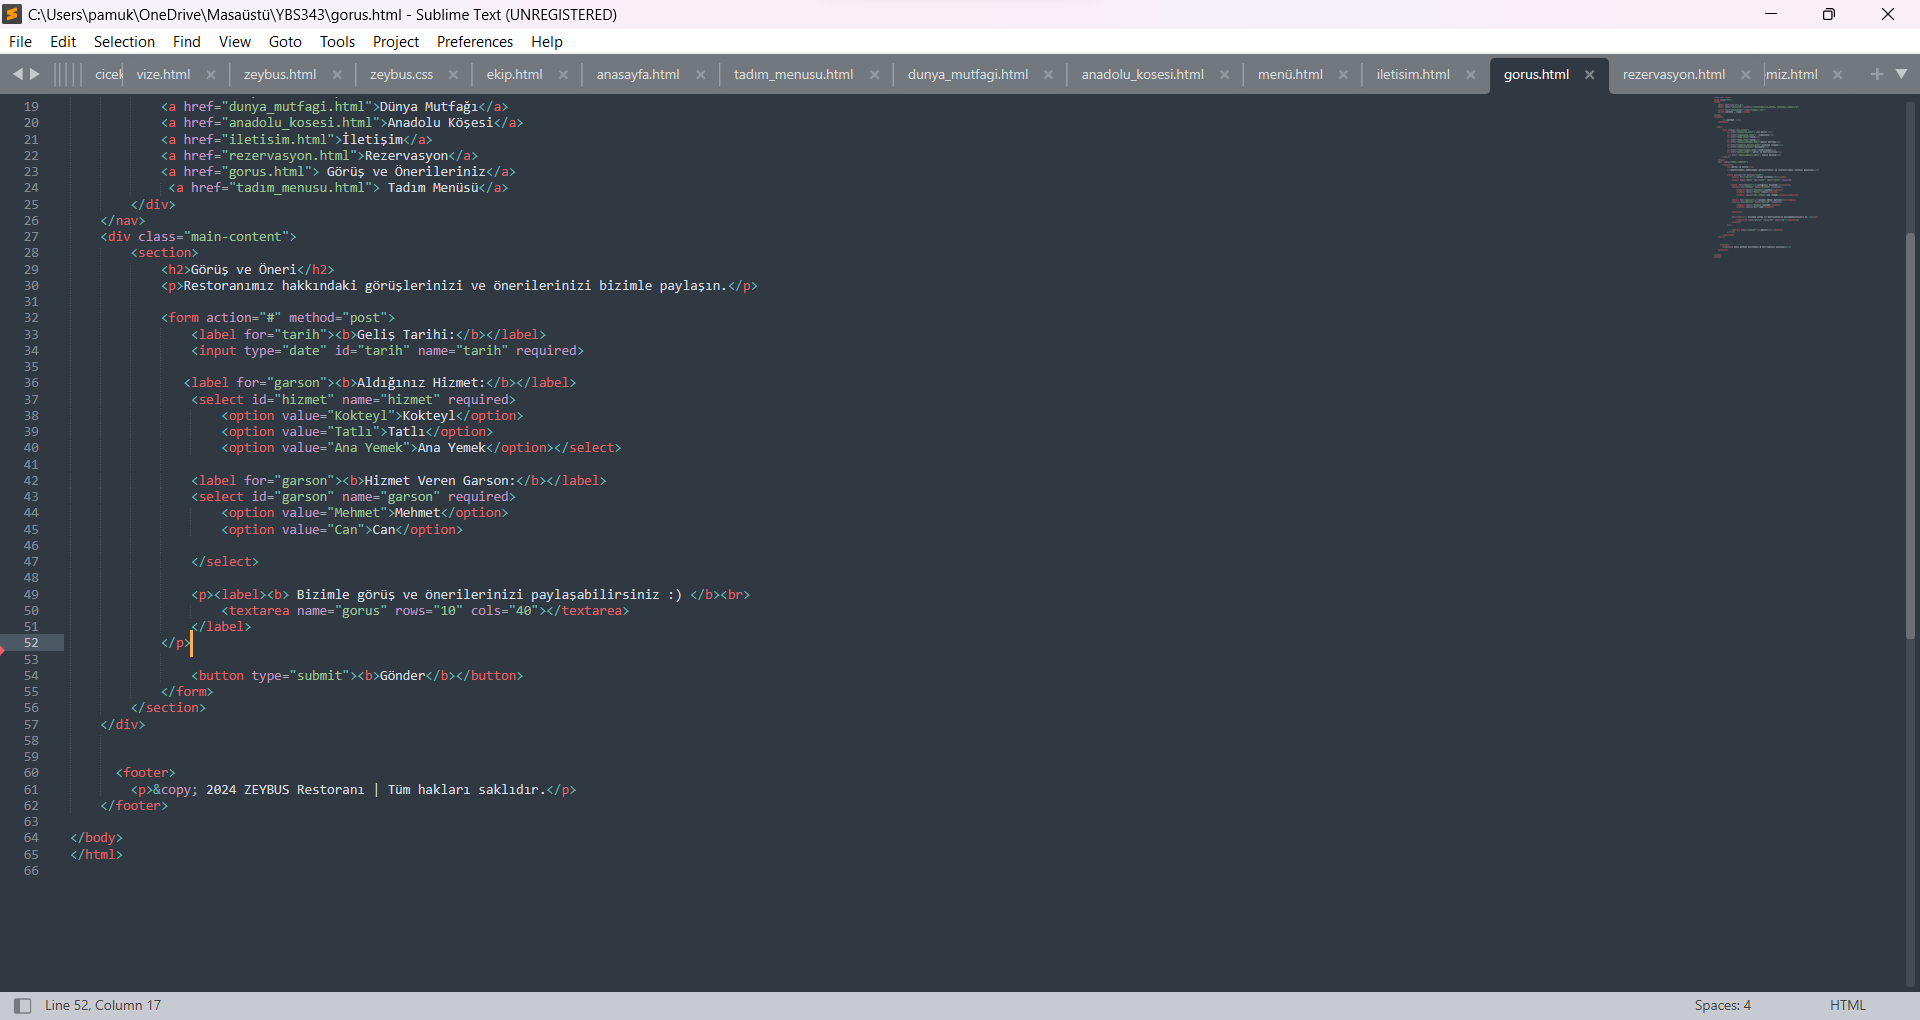 C:\Users\pamuk\OneDrive\Masaüstü\YBS343\gorus.html - Sublime Text (UNREGISTERED)
File Edit Selection Find View Goto Tools Project Preferences Help
vize.html × zeybus.html × zeybus.css × ekip.html × anasayfa.html × tadım_menusu.html × dunya_mutfagi.html × anadolu_kosesi.html × menü.html × iletisim.html × gorus.html × rezervasyon.html × miz.html ×
19 <a href="dunya_mutfagi.html">Dünya Mutfağı</a>
20 <a href="anadolu_kosesi.html">Anadolu Köşesi</a>
21 <a href="iletisim.html">İletişim</a>
22 <a href="rezervasyon.html">Rezervasyon</a>
23 <a href="gorus.html"> Görüş ve Önerileriniz</a>
24 <a href="tadım_menusu.html"> Tadım Menüsü</a>
25 </div>
26 </nav>
27 <div class="main-content">
28 <section>
29 <h2>Görüş ve Öneri</h2>
30 <p>Restoranımız hakkındaki görüşlerinizi ve önerilerinizi bizimle paylaşın.</p>
31
32 <form action="#" method="post">
33 <label for="tarih"><b>Geliş Tarihi:</b></label>
34 <input type="date" id="tarih" name="tarih" required>
35
36 <label for="garson"><b>Aldığınız Hizmet:</b></label>
37 <select id="hizmet" name="hizmet" required>
38 <option value="Kokteyl">Kokteyl</option>
39 <option value="Tatlı">Tatlı</option>
40 <option value="Ana Yemek">Ana Yemek</option></select>
41
42 <label for="garson"><b>Hizmet Veren Garson:</b></label>
43 <select id="garson" name="garson" required>
44 <option value="Mehmet">Mehmet</option>
45 <option value="Can">Can</option>
46
47 </select>
48
49 <p><label><b> Bizimle görüş ve önerilerinizi paylaşabilirsiniz :) </b><br>
50 <textarea name="gorus" rows="10" cols="40"></textarea>
51 </label>
52 </p>
53
54 <button type="submit"><b>Gönder</b></button>
55 </form>
56 </section>
57 </div>
58
59
60 <footer>
61 <p>&copy; 2024 ZEYBUS Restoranı | Tüm hakları saklıdır.</p>
62 </footer>
63
64 </body>
65 </html>
66
Line 52, Column 17 Spaces: 4 HTML